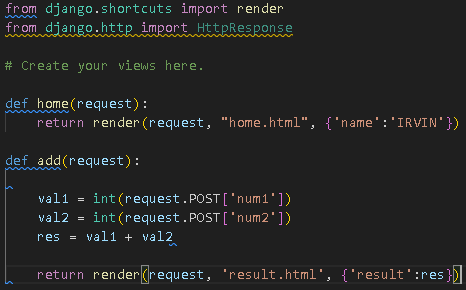 from django.shortcuts import render
from django.http import HttpResponse
# Create your views here.
def home(request):
    return render(request, "home.html", {'name':'IRVIN'})
def add(request):
    val1 = int(request.POST['num1'])
    val2 = int(request.POST['num2'])
    res = val1 + val2
    return render(request, 'result.html', {'result':res})